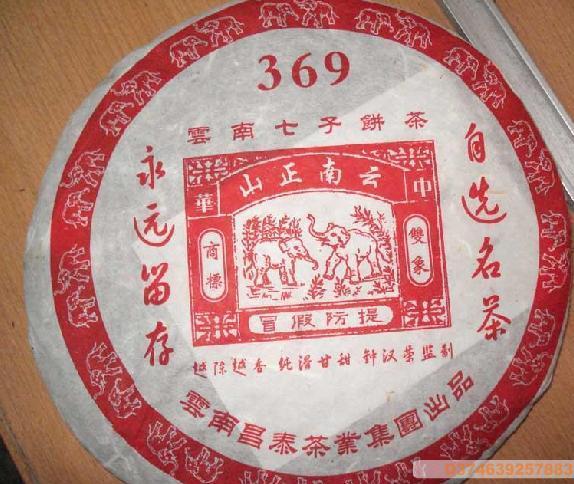 369
雲南七子餅茶
自选名茶
永远留存
云南正山
中華
雙象
商標
提防假冒
越陈越香 纯滑甘甜 钟汉荣监制
雲南昌泰茶業集團出品
0374639257883